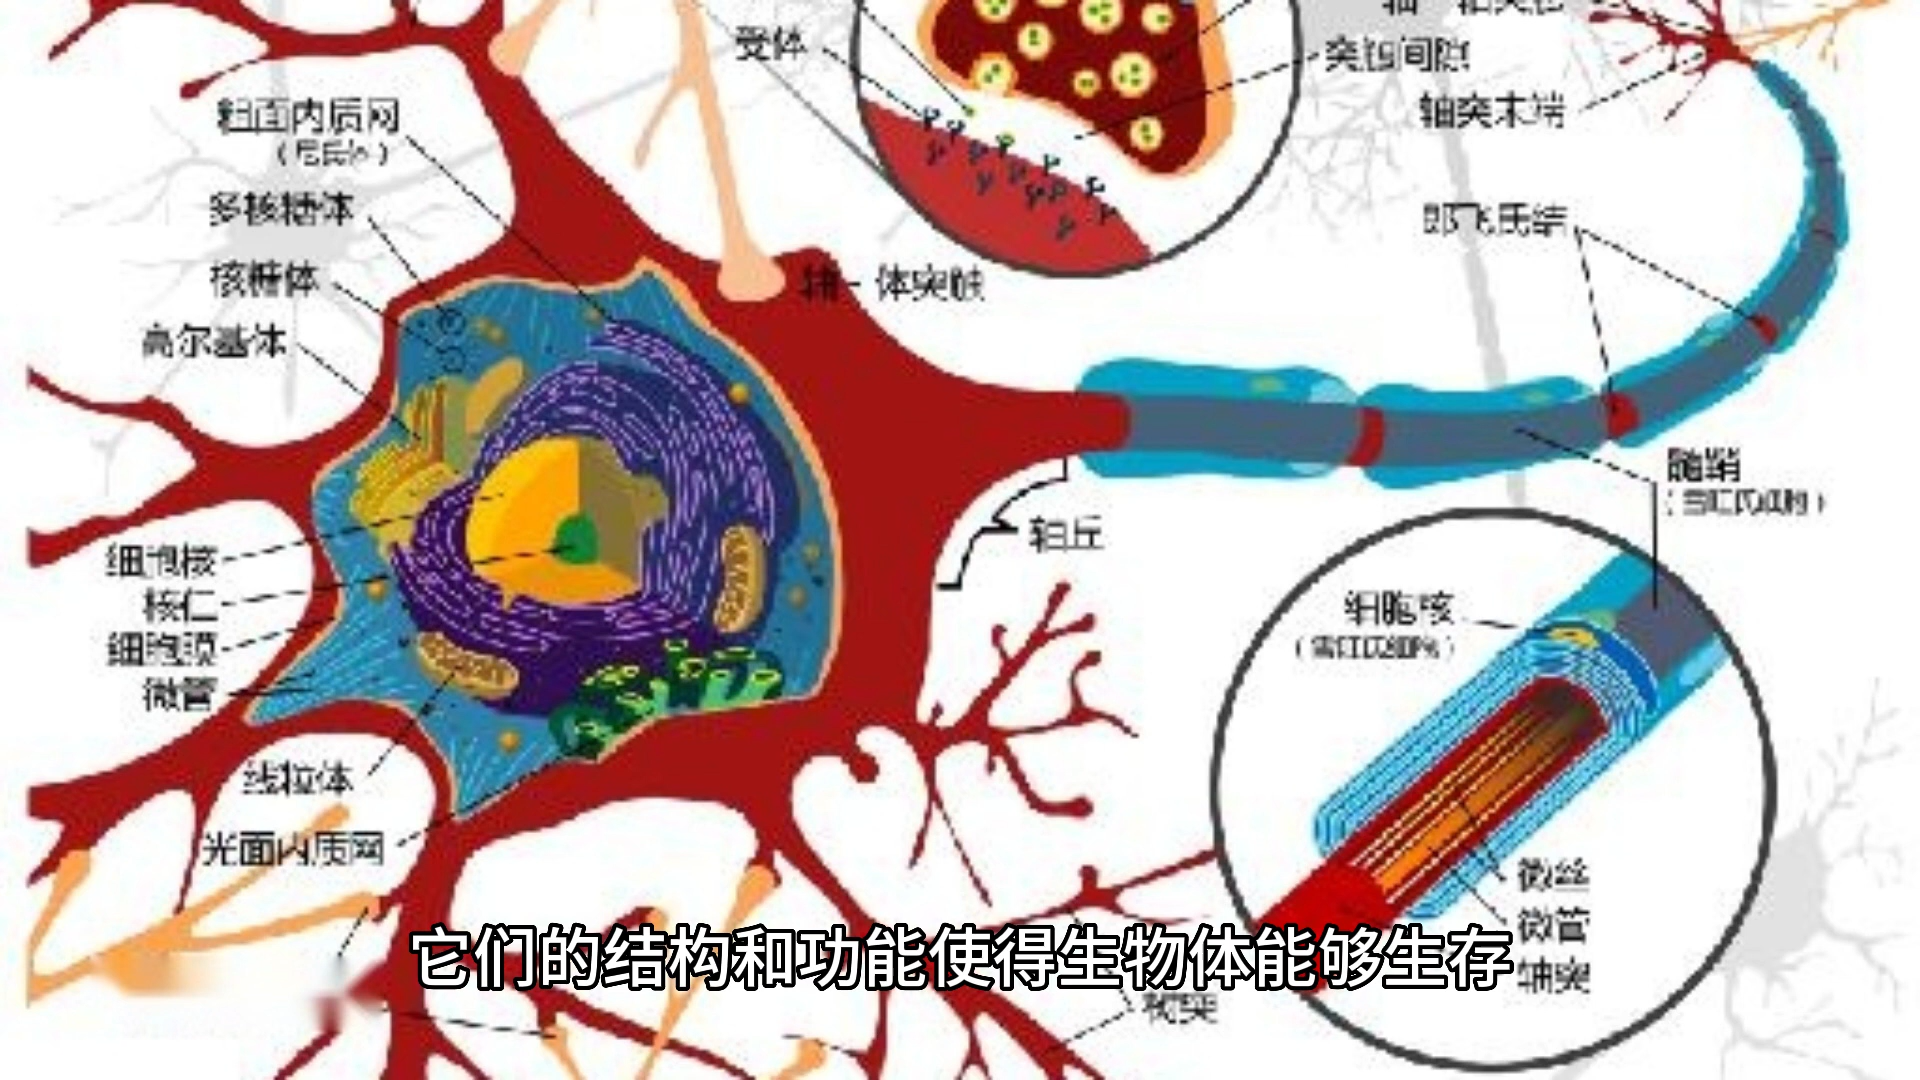 受体
突触间隙
轴突末端
粗面内质网
(尼氏体)
多核糖体
郎飞氏结
核糖体
轴-体突触
高尔基体
髓鞘
轴丘
细胞核
核仁
细胞膜
微管
细胞核
线粒体
光面内质网
微丝
微管
轴突
它们的结构和功能使得生物体能够生存
树突